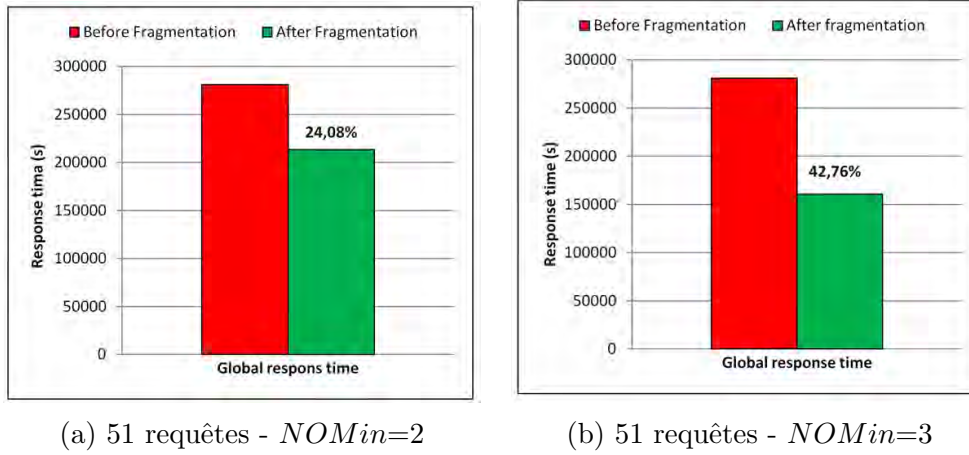 Before Fragmentation After Fragmentation
300000
250000
200000
150000
100000
50000
0
Response tima (s)
24,08%
Global respons time
(a) 51 requêtes - NOMin=2
Before Fragmentation After fragmentation
300000
250000
200000
150000
100000
50000
0
Response time (s)
42,76%
Global response time
(b) 51 requêtes - NOMin=3